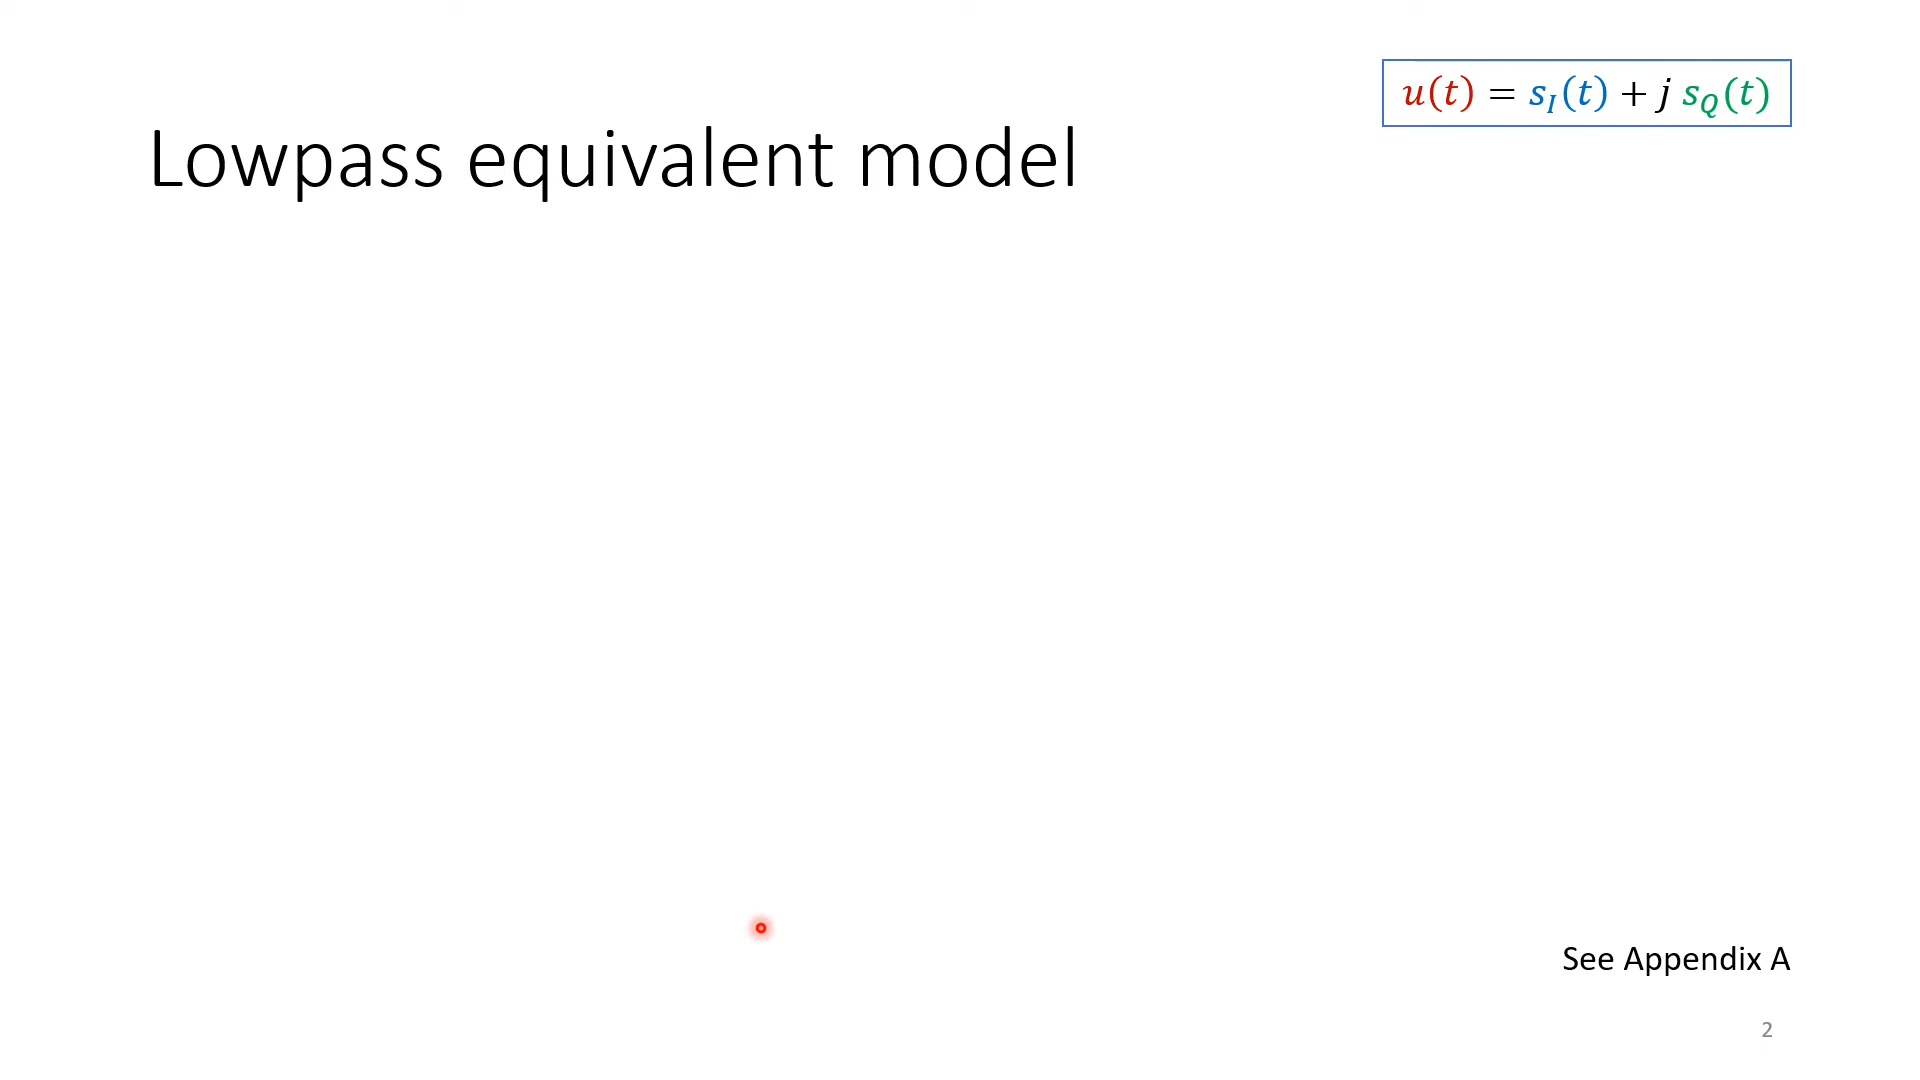 u(t) = s_I(t) + j s_Q(t)
Lowpass equivalent model
See Appendix A
2